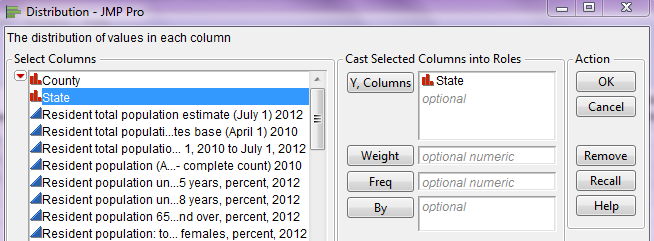 Distribution - JMP Pro
The distribution of values in each column
Select Columns
County
State
Resident total population estimate (July 1) 2012
Resident total populati...tes base (April 1) 2010
Resident total populatio... 1, 2010 to July 1, 2012
Resident population (A...- complete count) 2010
Resident population un...5 years, percent, 2012
Resident population un...8 years, percent, 2012
Resident population 65...nd over, percent, 2012
Resident population: to... females, percent, 2012
Cast Selected Columns into Roles
Y, Columns
State
optional
Weight
optional numeric
Freq
optional numeric
By
optional
Action
OK
Cancel
Remove
Recall
Help